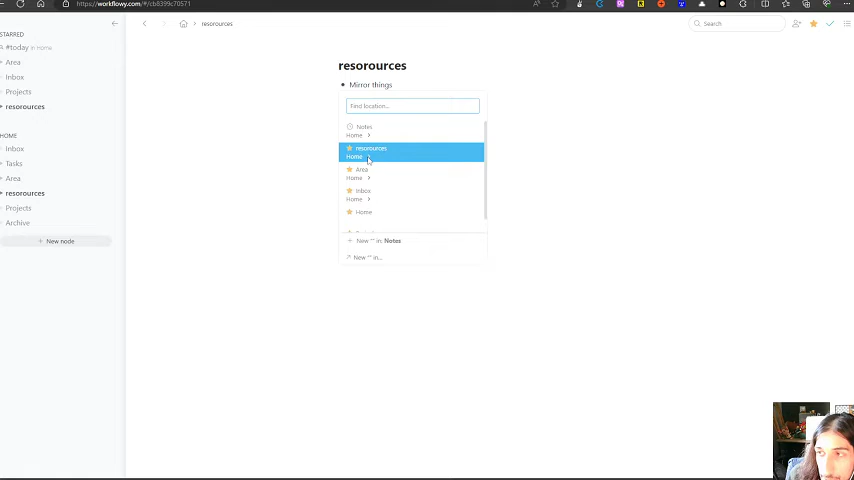 https://workflowy.com/#/cb8399c70571
resorources
Search
STARRED
#today in Home
Area
Inbox
Projects
resorources
HOME
Inbox
Tasks
Area
resorources
Projects
Archive
+ New node
resorources
Mirror things
Find location...
Notes
Home >
resorources
Home >
Area
Home >
Inbox
Home >
Home
+ New "" in: Notes
New "" in...